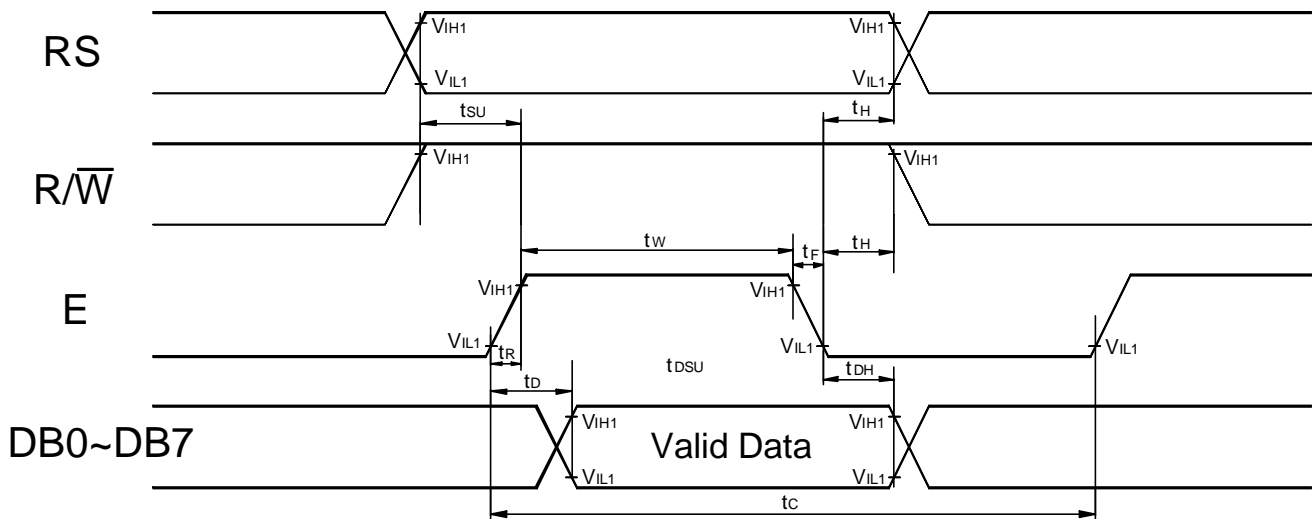 VIH1 VIH1
RS
VIL1 VIL1
tSU tH
VIH1 VIH1
R/W̅
tW tF tH
VIH1 VIH1
E
VIL1 VIL1 VIL1
tR tDSU tDH
tD
VIH1 VIH1
DB0~DB7 Valid Data
VIL1 VIL1
tC